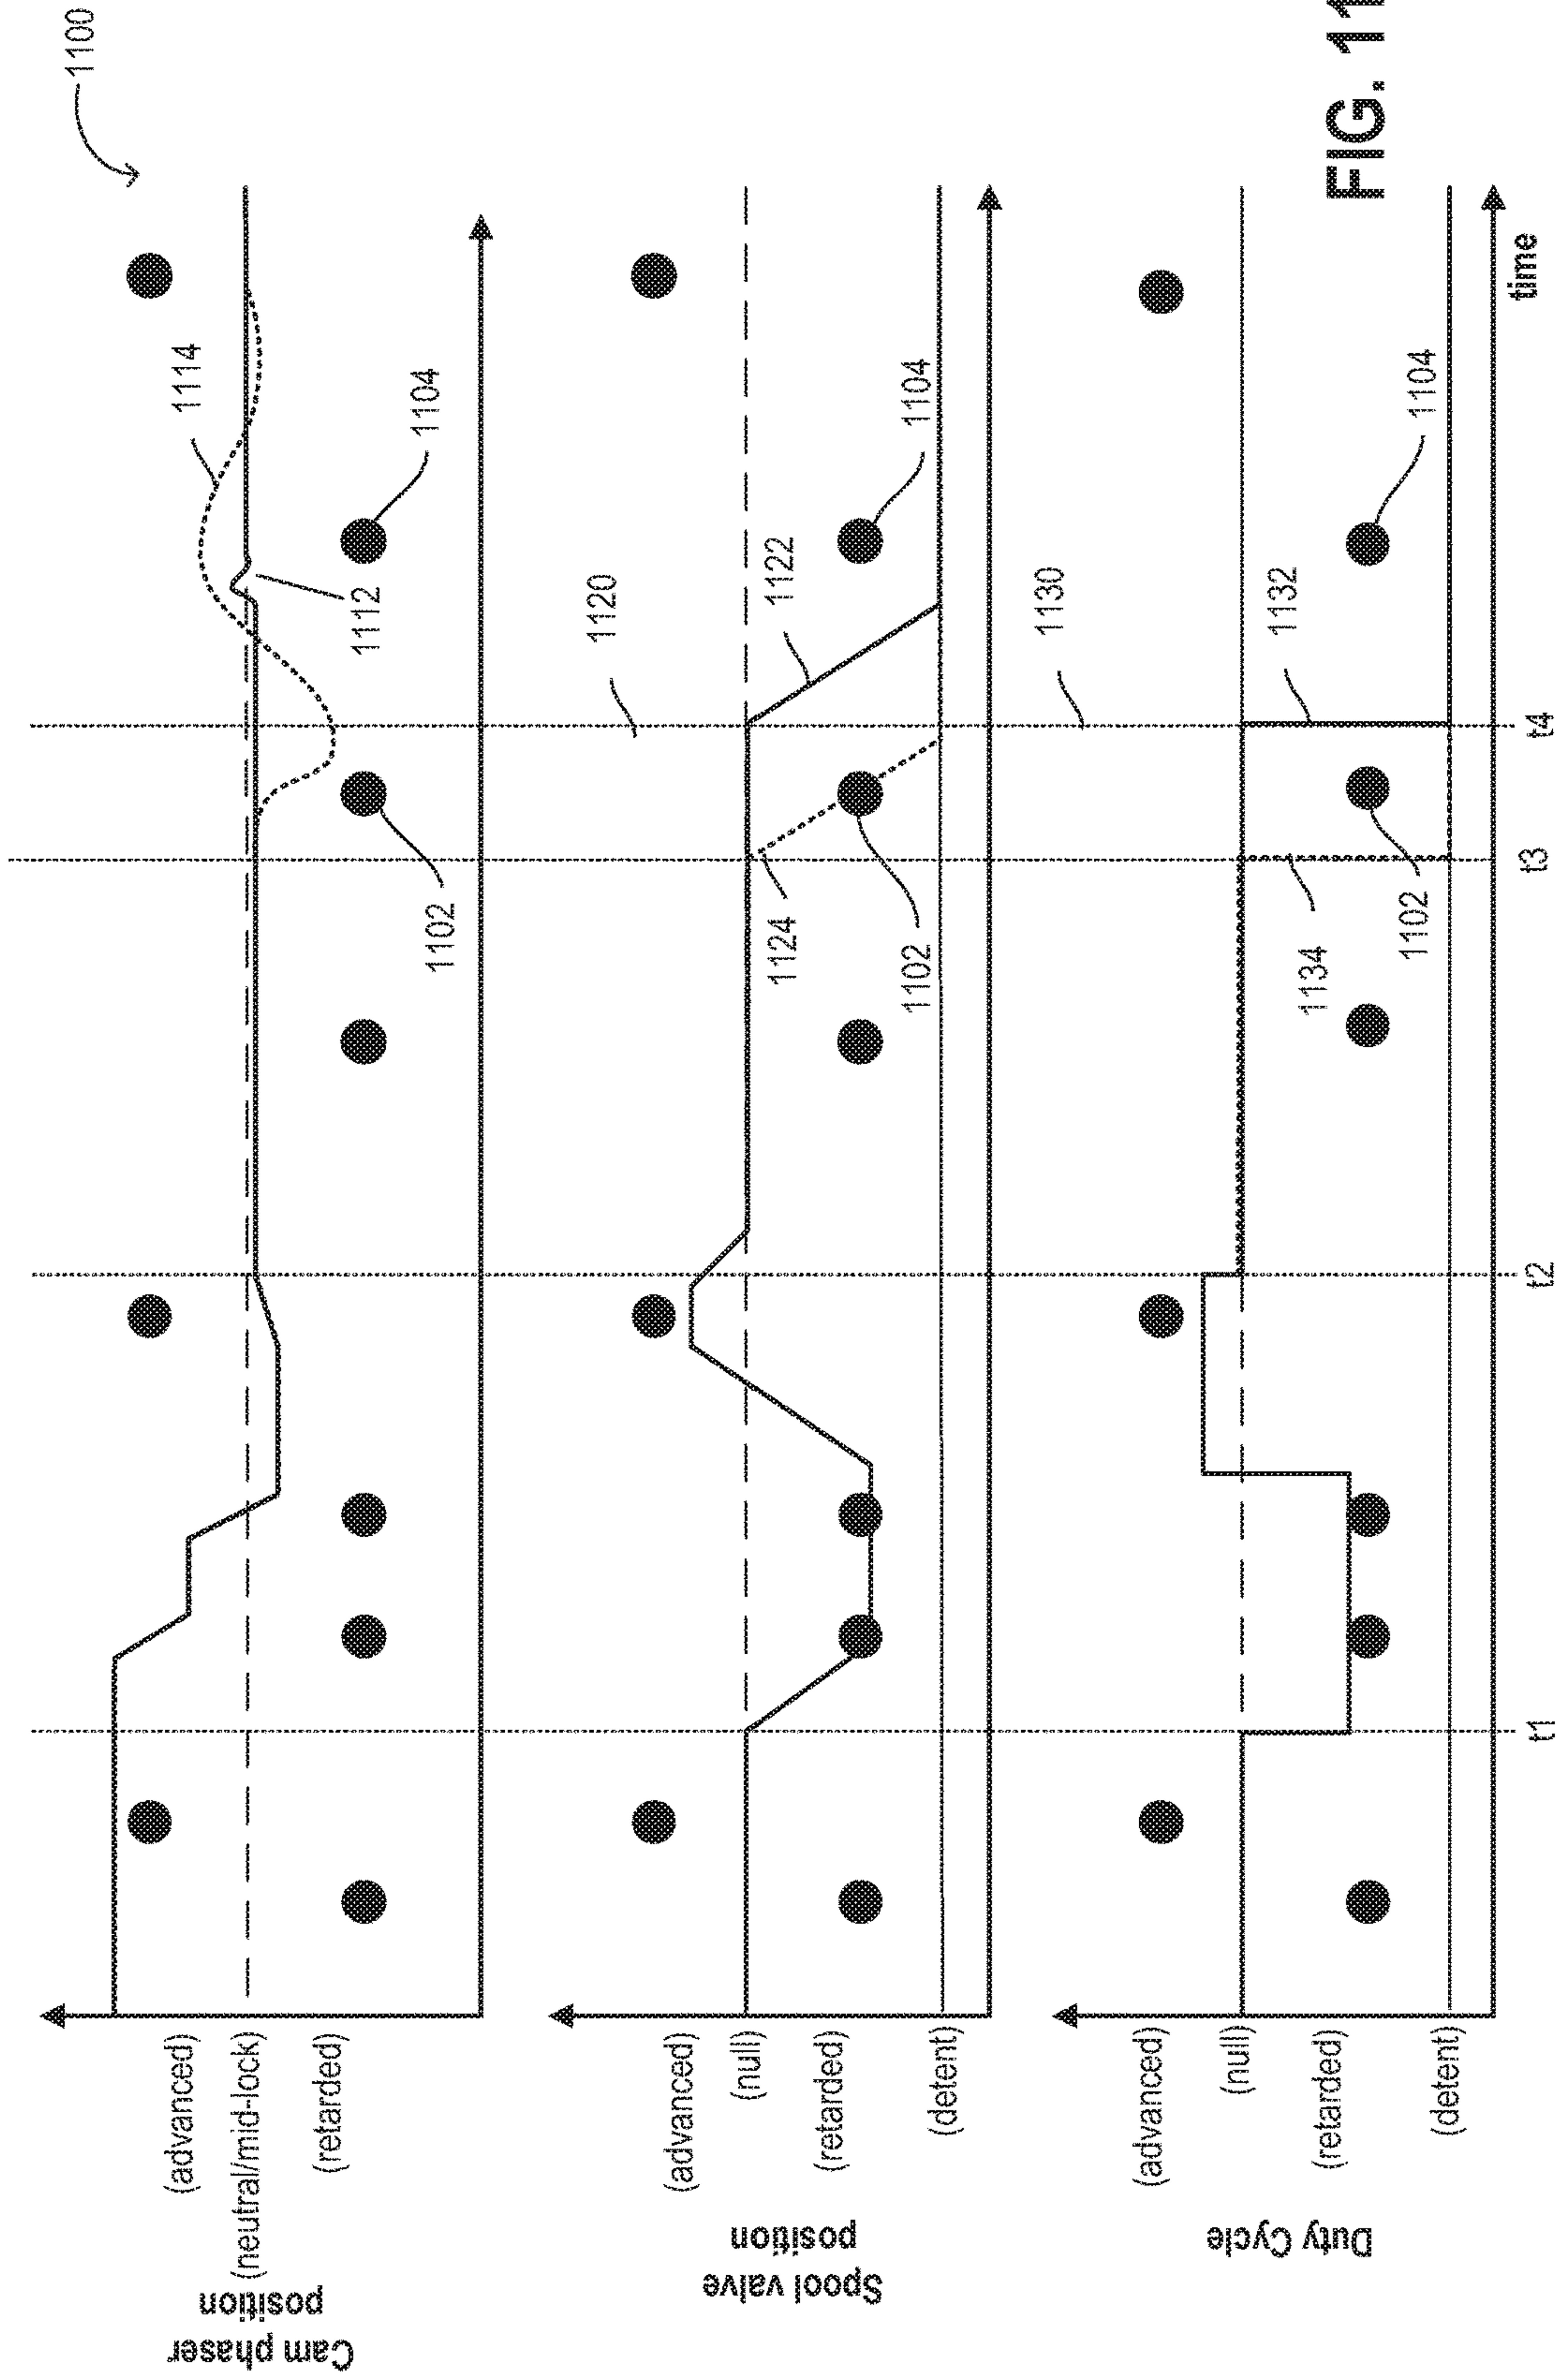 1100
(advanced)
(neutral/mid-lock)
(retarded)
Cam phaser
position
1114
1112
1104
1102
1120
(advanced)
(null)
(retarded)
(detent)
Spool valve
position
1122
1124
1104
1102
1130
(advanced)
(null)
(retarded)
(detent)
Duty Cycle
1132
1134
1104
1102
t1
t2
t3
t4
time
FIG. 11